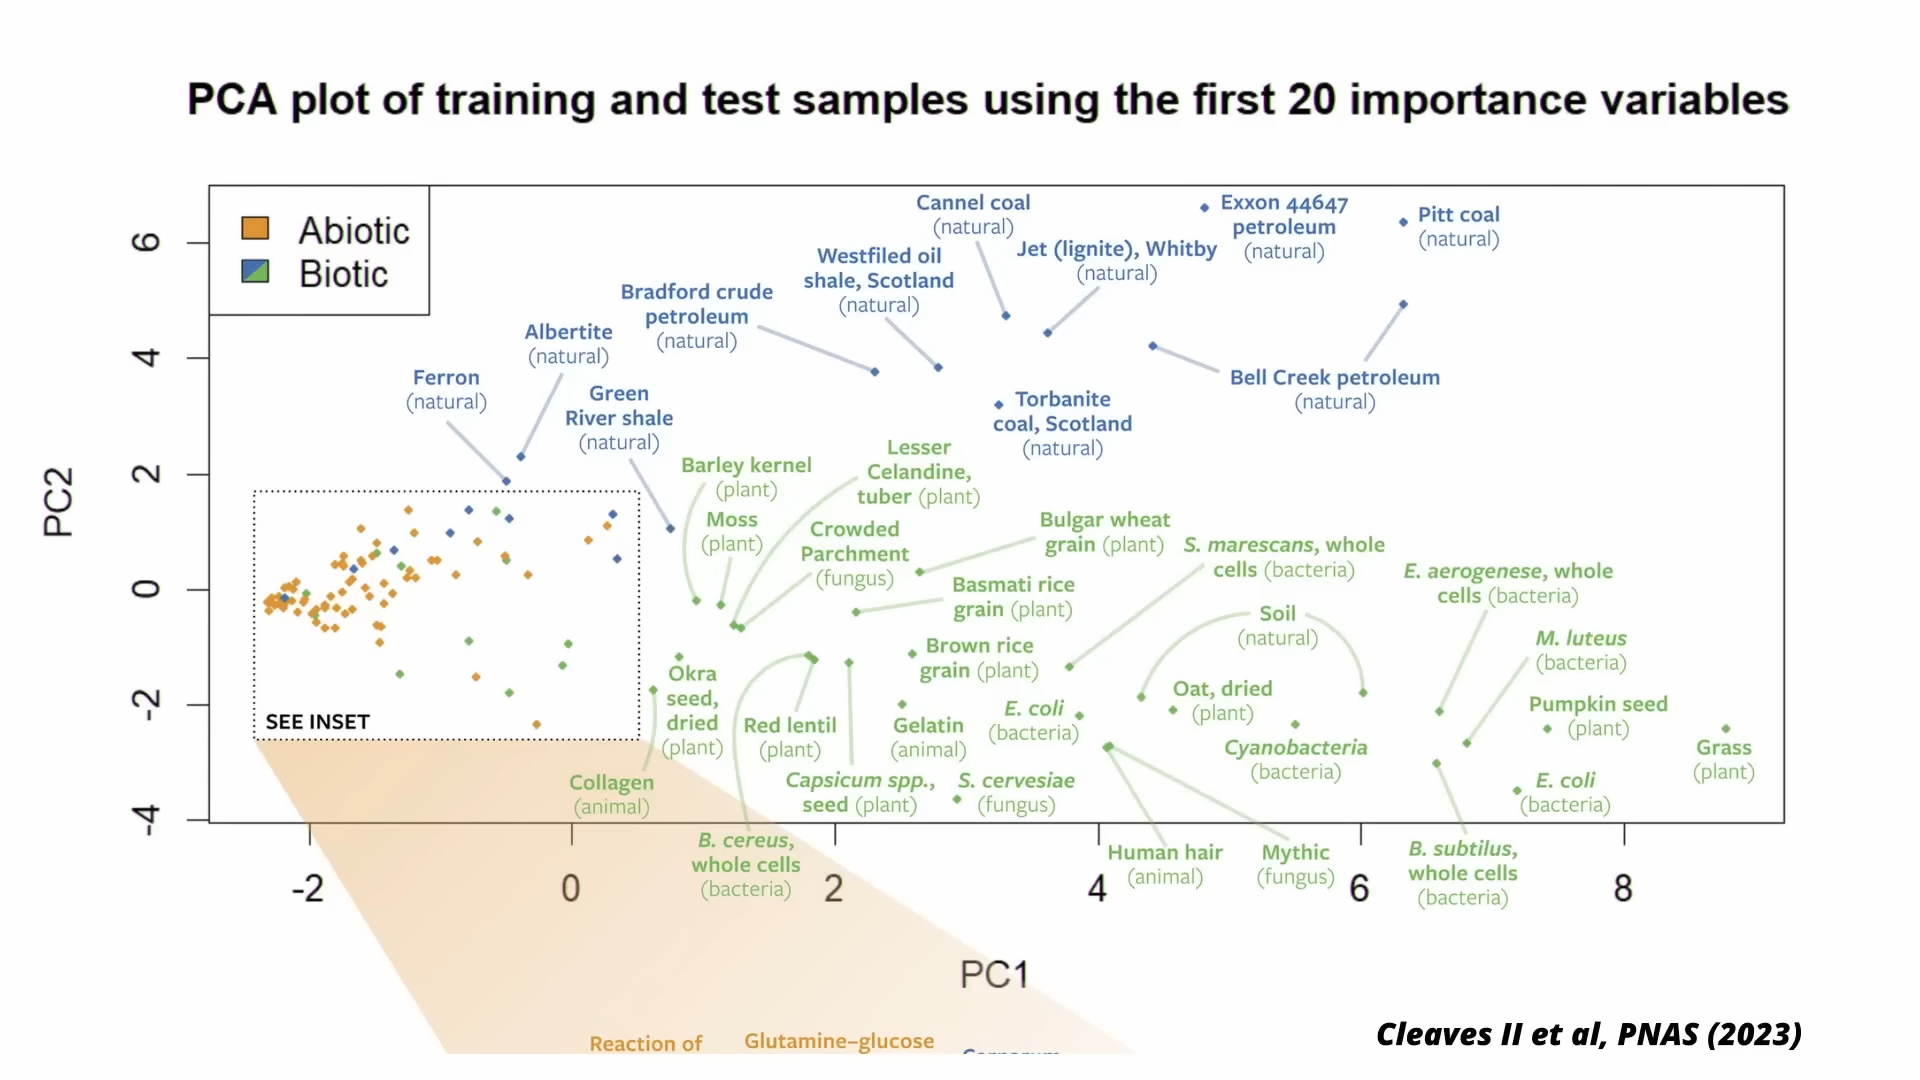 PCA plot of training and test samples using the first 20 importance variables
Abiotic
Biotic
PC2
6
4
2
0
-2
-4
Cannel coal
(natural)
Exxon 44647
petroleum
(natural)
Pitt coal
(natural)
Jet (lignite), Whitby
(natural)
Westfiled oil
shale, Scotland
(natural)
Bradford crude
petroleum
(natural)
Albertite
(natural)
Ferron
(natural)
Green
River shale
(natural)
Bell Creek petroleum
(natural)
Torbanite
coal, Scotland
(natural)
Barley kernel
(plant)
Lesser
Celandine,
tuber (plant)
Moss
(plant)
Crowded
Parchment
(fungus)
Bulgar wheat
grain (plant)
S. marescans, whole
cells (bacteria)
E. aerogenese, whole
cells (bacteria)
Basmati rice
grain (plant)
Soil
(natural)
M. luteus
(bacteria)
Brown rice
grain (plant)
Okra
seed,
dried
(plant)
Red lentil
(plant)
Gelatin
(animal)
E. coli
(bacteria)
Oat, dried
(plant)
Cyanobacteria
(bacteria)
Pumpkin seed
(plant)
Grass
(plant)
SEE INSET
Collagen
(animal)
Capsicum spp.,
seed (plant)
S. cervesiae
(fungus)
E. coli
(bacteria)
B. cereus,
whole cells
(bacteria)
Human hair
(animal)
Mythic
(fungus)
B. subtilus,
whole cells
(bacteria)
-2
0
2
4
6
8
PC1
Reaction of
Glutamine–glucose
Cleaves II et al, PNAS (2023)